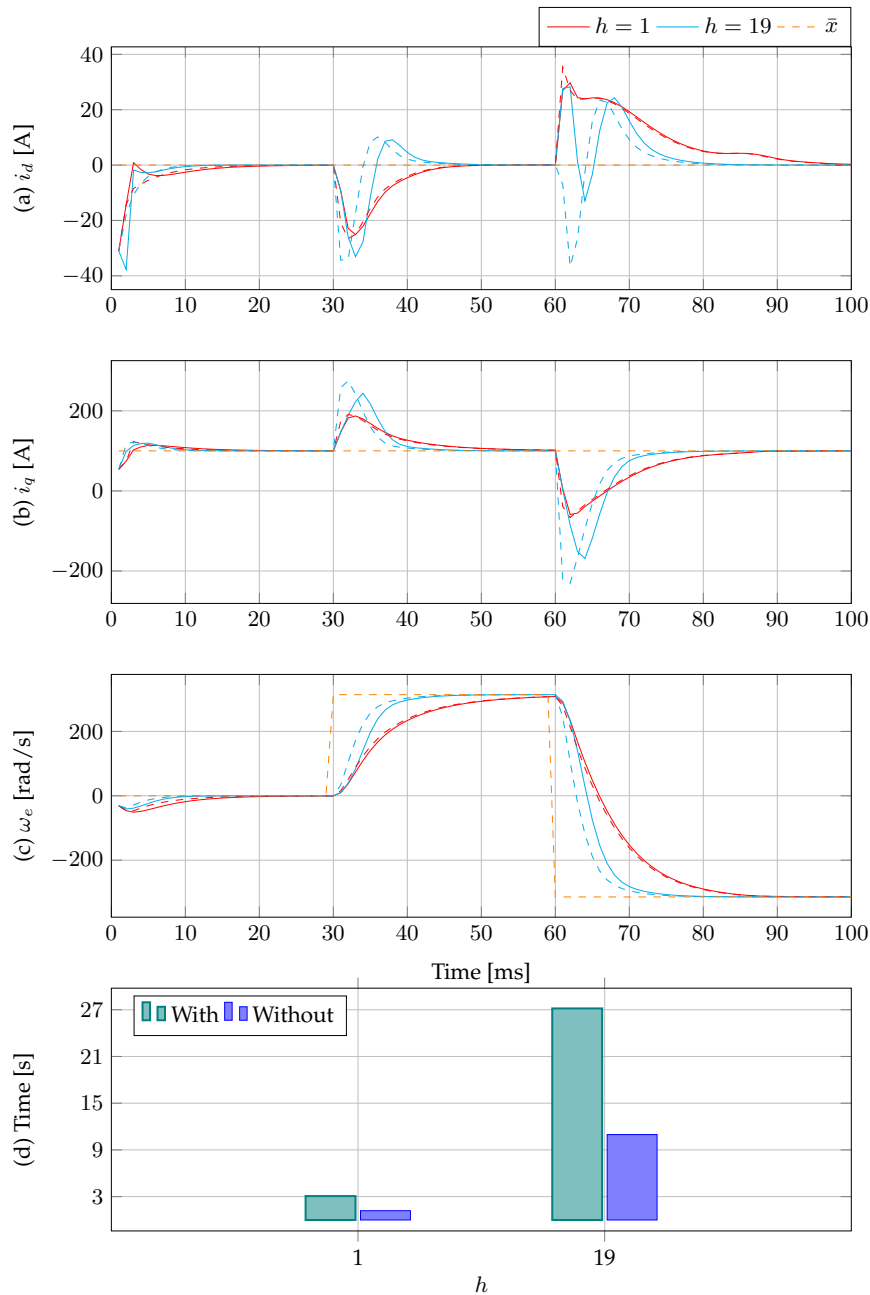 h = 1 h = 19 x̄
40
20
0
−20
−40
(a) i_d [A]
0 10 20 30 40 50 60 70 80 90 100
200
0
−200
(b) i_q [A]
0 10 20 30 40 50 60 70 80 90 100
200
0
−200
(c) ω_e [rad/s]
0 10 20 30 40 50 60 70 80 90 100
Time [ms]
With Without
27
21
15
9
3
(d) Time [s]
1 19
h